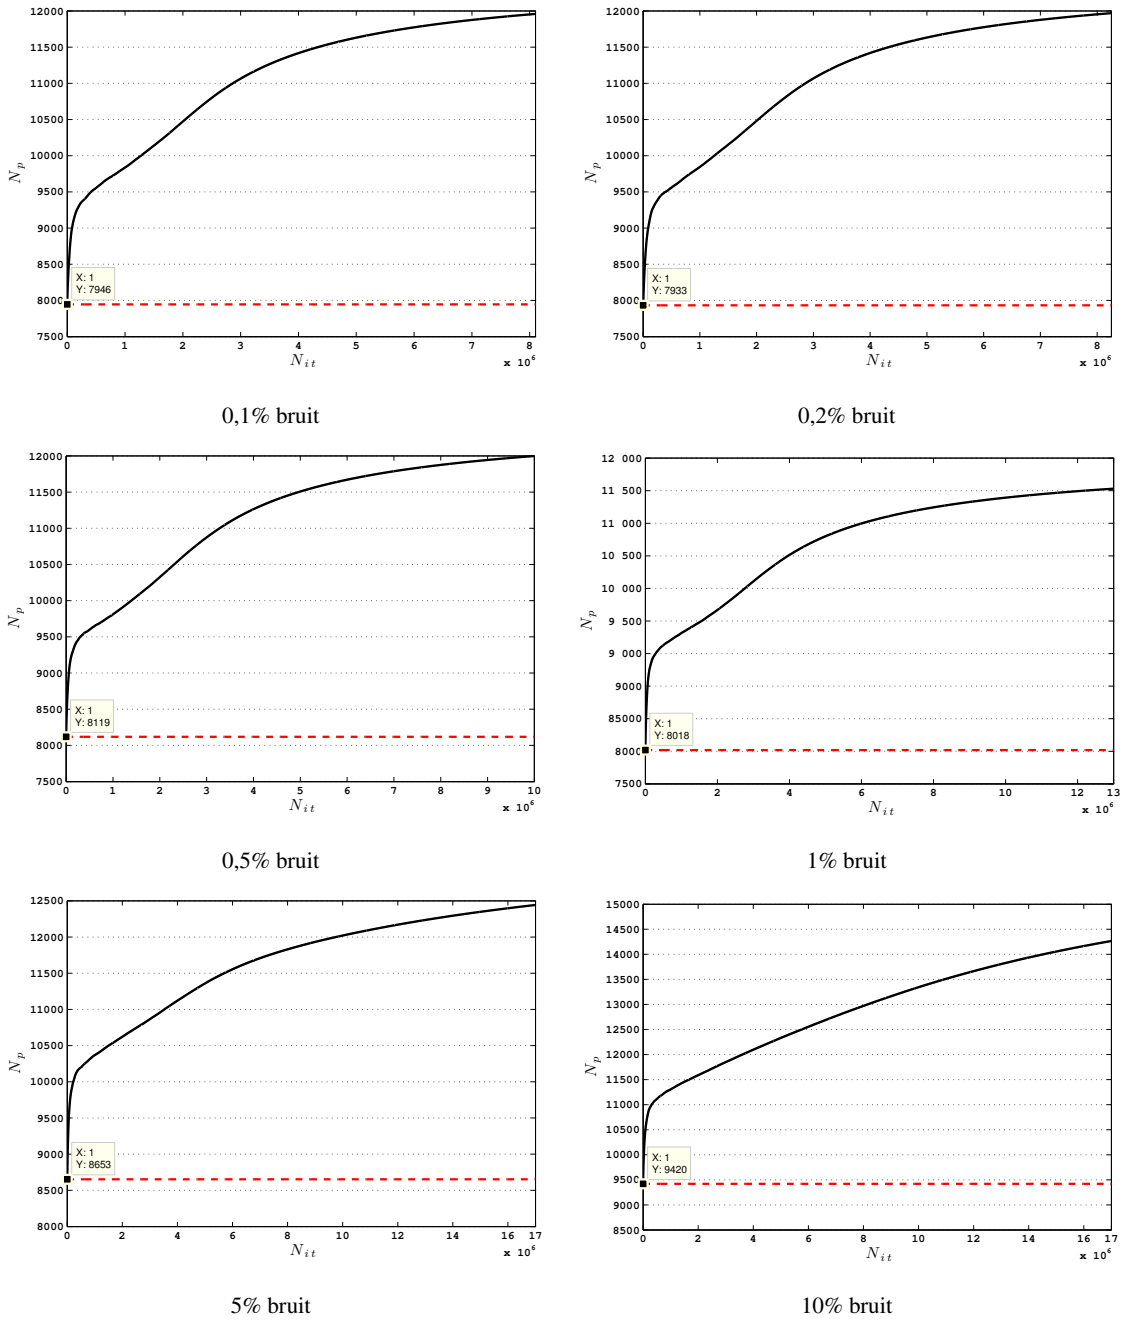 12000
11500
11000
10500
10000
9500
9000
8500
8000
7500
N_p
X: 1
Y: 7946
0 1 2 3 4 5 6 7 8
N_it
x 10^6
0,1% bruit
12000
11500
11000
10500
10000
9500
9000
8500
8000
7500
N_p
X: 1
Y: 7933
0 1 2 3 4 5 6 7 8
N_it
x 10^6
0,2% bruit
12000
11500
11000
10500
10000
9500
9000
8500
8000
7500
N_p
X: 1
Y: 8119
0 1 2 3 4 5 6 7 8 9 10
N_it
x 10^6
0,5% bruit
12 000
11 500
11 000
10 500
10 000
9 500
9 000
9000
85000
8000
7500
N_p
X: 1
Y: 8018
0 2 4 6 8 10 12 13
N_it
x 10^6
1% bruit
12500
12000
11500
11000
10500
10000
9500
9000
8500
8000
N_p
X: 1
Y: 8653
0 2 4 6 8 10 12 14 16 17
N_it
x 10^6
5% bruit
15000
14500
14000
13500
13000
12500
12000
11500
11000
10500
10000
9500
9000
8500
N_p
X: 1
Y: 9420
0 2 4 6 8 10 12 14 16 17
N_it
x 10^6
10% bruit